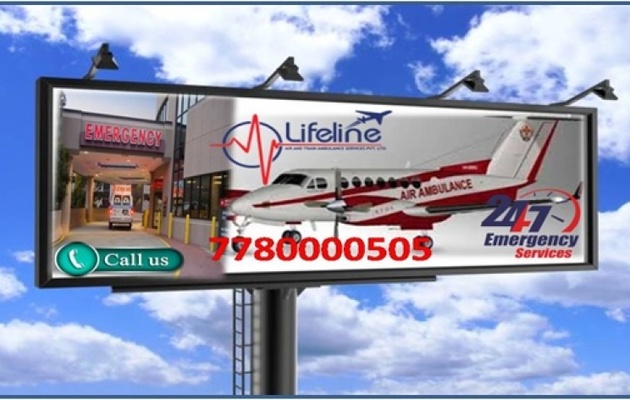 EMERGENCY
Lifeline
AIR AND TRAIN AMBULANCE SERVICES PVT. LTD
AIR AMBULANCE
24*7
Emergency
Services
7780000505
Call us